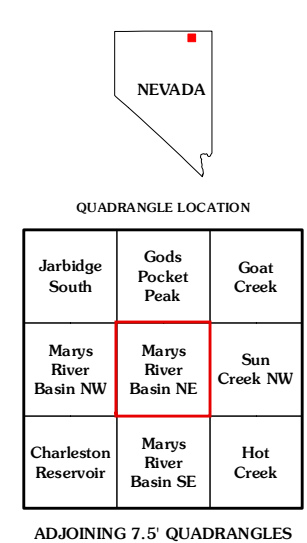 NEVADA
QUADRANGLE LOCATION
Jarbidge
South
Gods
Pocket
Peak
Goat
Creek
Marys
River
Basin NW
Marys
River
Basin NE
Sun
Creek NW
Charleston
Reservoir
Marys
River
Basin SE
Hot
Creek
ADJOINING 7.5' QUADRANGLES